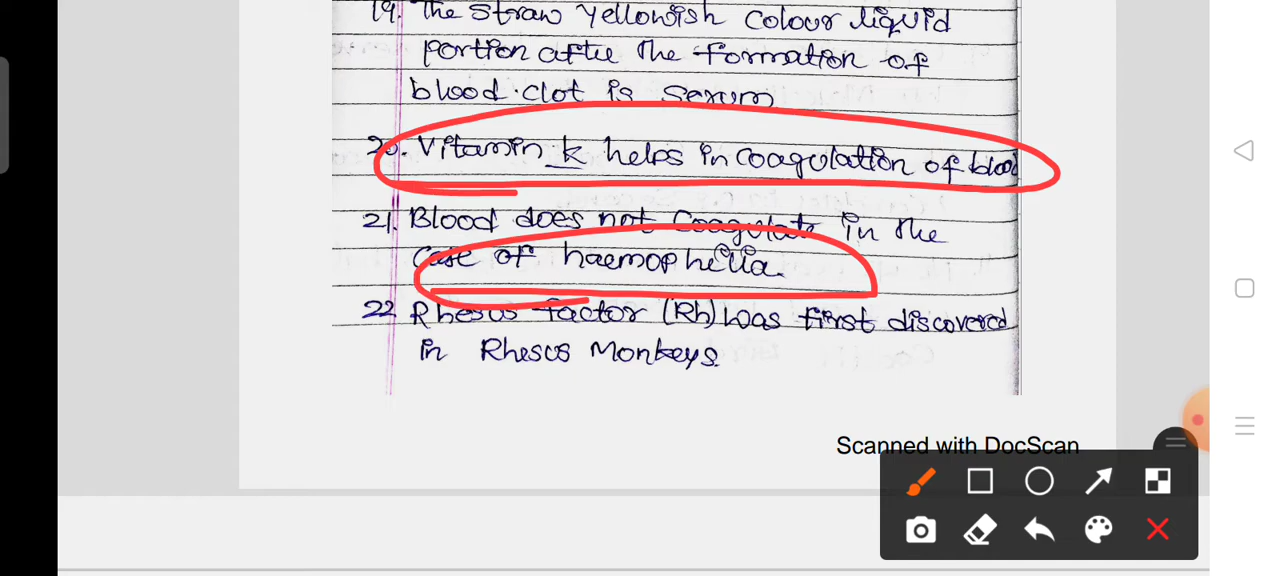 19. The straw yellowish colour liquid
portion afte the formation of
blood clot is serum
20. Vitamin k helps in coagulation of blood
21. Blood does not coagulate in the
case of haemophelia.
22 Rhesus factor (Rh) was first discovered
in Rhesus Monkeys.
Scanned with DocScan